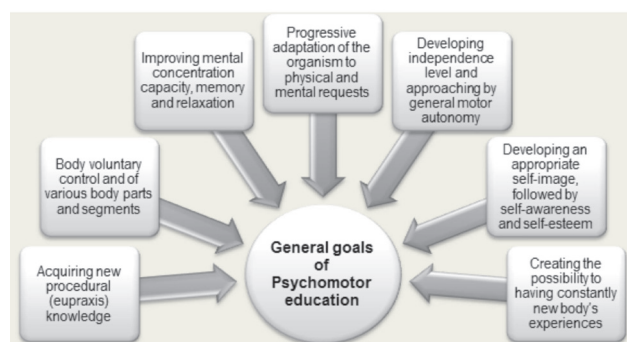 Acquiring new
procedural
(eupraxis)
knowledge
Body voluntary
control and of
various body parts
and segments
Improving mental
concentration
capacity, memory
and relaxation
Progressive
adaptation of the
organism to
physical and
mental requests
Developing
independence
level and
approaching by
general motor
autonomy
Developing an
appropriate
self-image,
followed by
self-awareness
and self-esteem
Creating the
possibility to
having constantly
new body's
experiences
General goals
of
Psychomotor
education